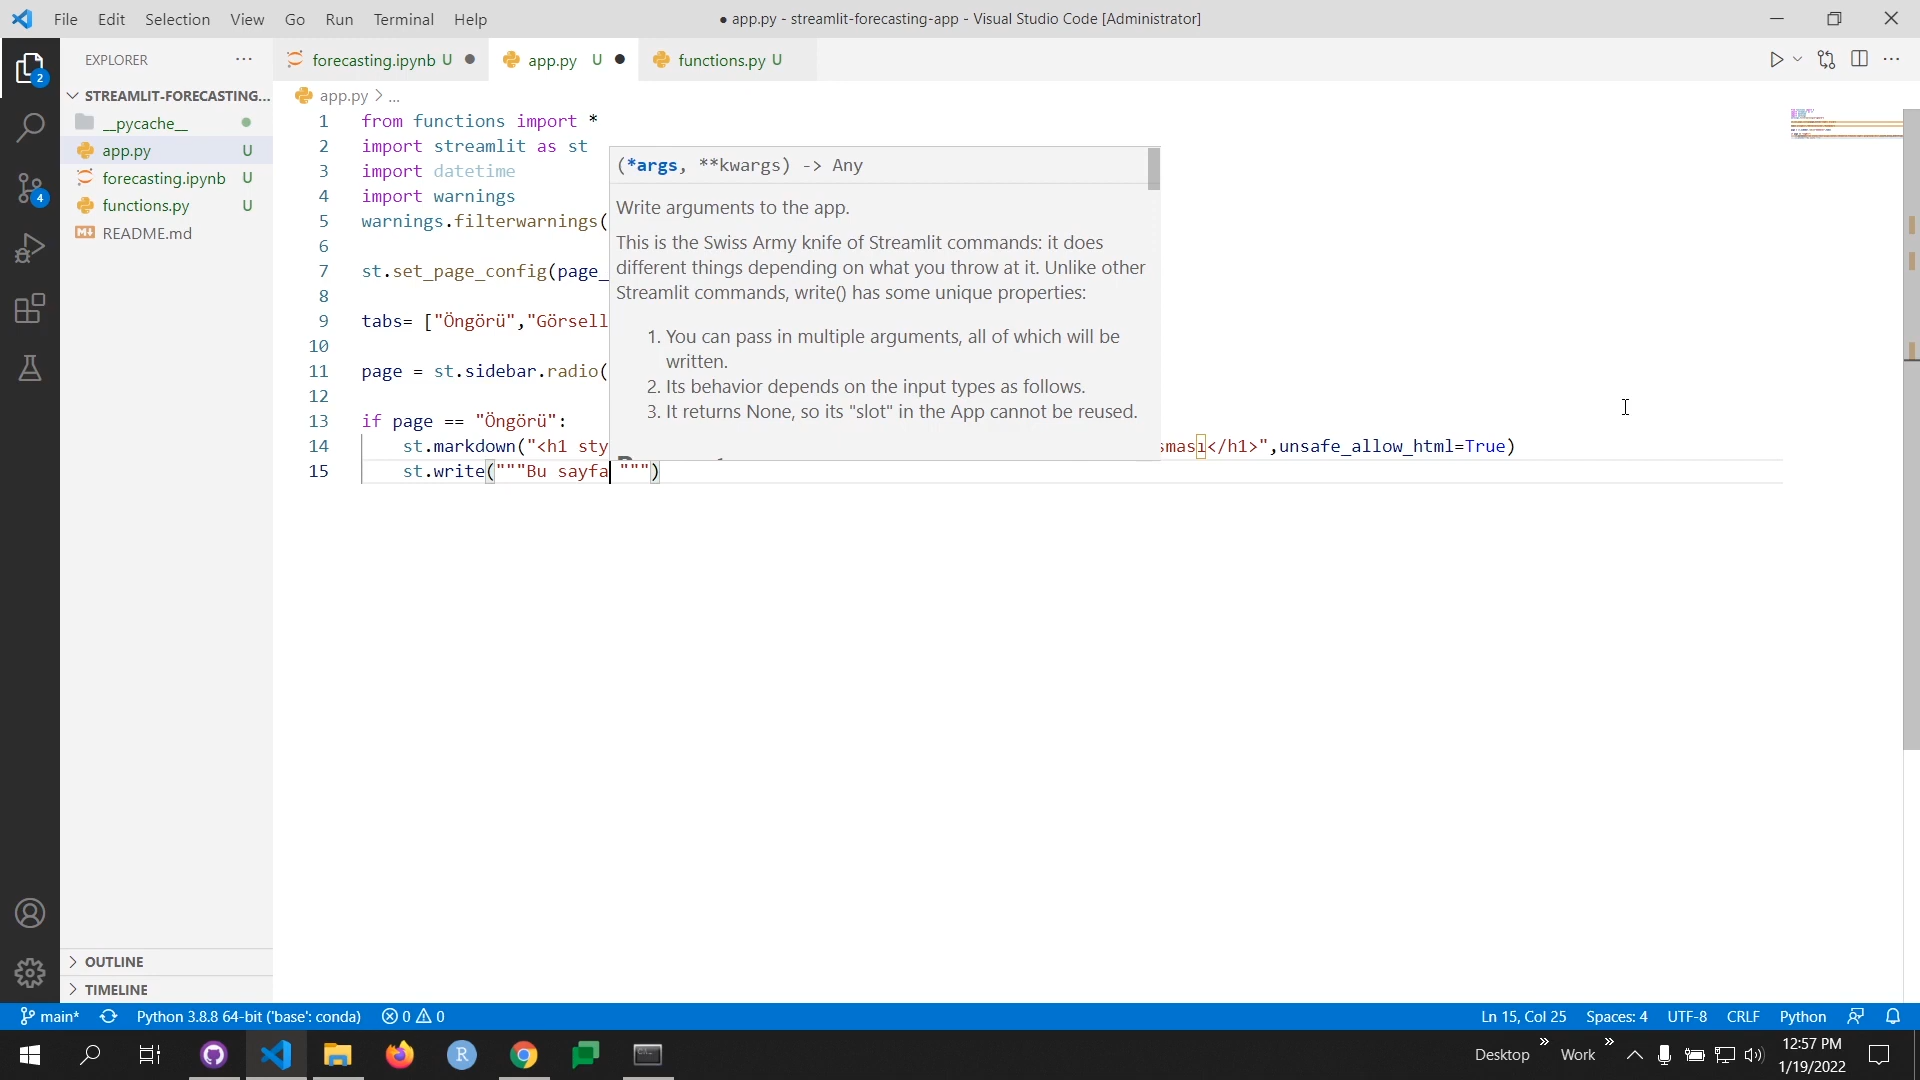 File Edit Selection View Go Run Terminal Help
● app.py - streamlit-forecasting-app - Visual Studio Code [Administrator]
EXPLORER
forecasting.ipynb U
app.py U
functions.py U
STREAMLIT-FORECASTING...
__pycache__
app.py U
forecasting.ipynb U
functions.py U
README.md
app.py > ...
1 from functions import *
2 import streamlit as st
3 import datetime
4 import warnings
5 warnings.filterwarnings(
6
7 st.set_page_config(page_
8
9 tabs= ["Öngörü","Görsell
10
11 page = st.sidebar.radio(
12
13 if page == "Öngörü":
14 st.markdown("<h1 sty smasi</h1>",unsafe_allow_html=True)
15 st.write("""Bu sayfa """)
(*args, **kwargs) -> Any
Write arguments to the app.
This is the Swiss Army knife of Streamlit commands: it does
different things depending on what you throw at it. Unlike other
Streamlit commands, write() has some unique properties:
1. You can pass in multiple arguments, all of which will be
written.
2. Its behavior depends on the input types as follows.
3. It returns None, so its "slot" in the App cannot be reused.
2
4
OUTLINE
TIMELINE
main* Python 3.8.8 64-bit ('base': conda) 0 0
Ln 15, Col 25 Spaces: 4 UTF-8 CRLF Python
Desktop » Work »
12:57 PM
1/19/2022